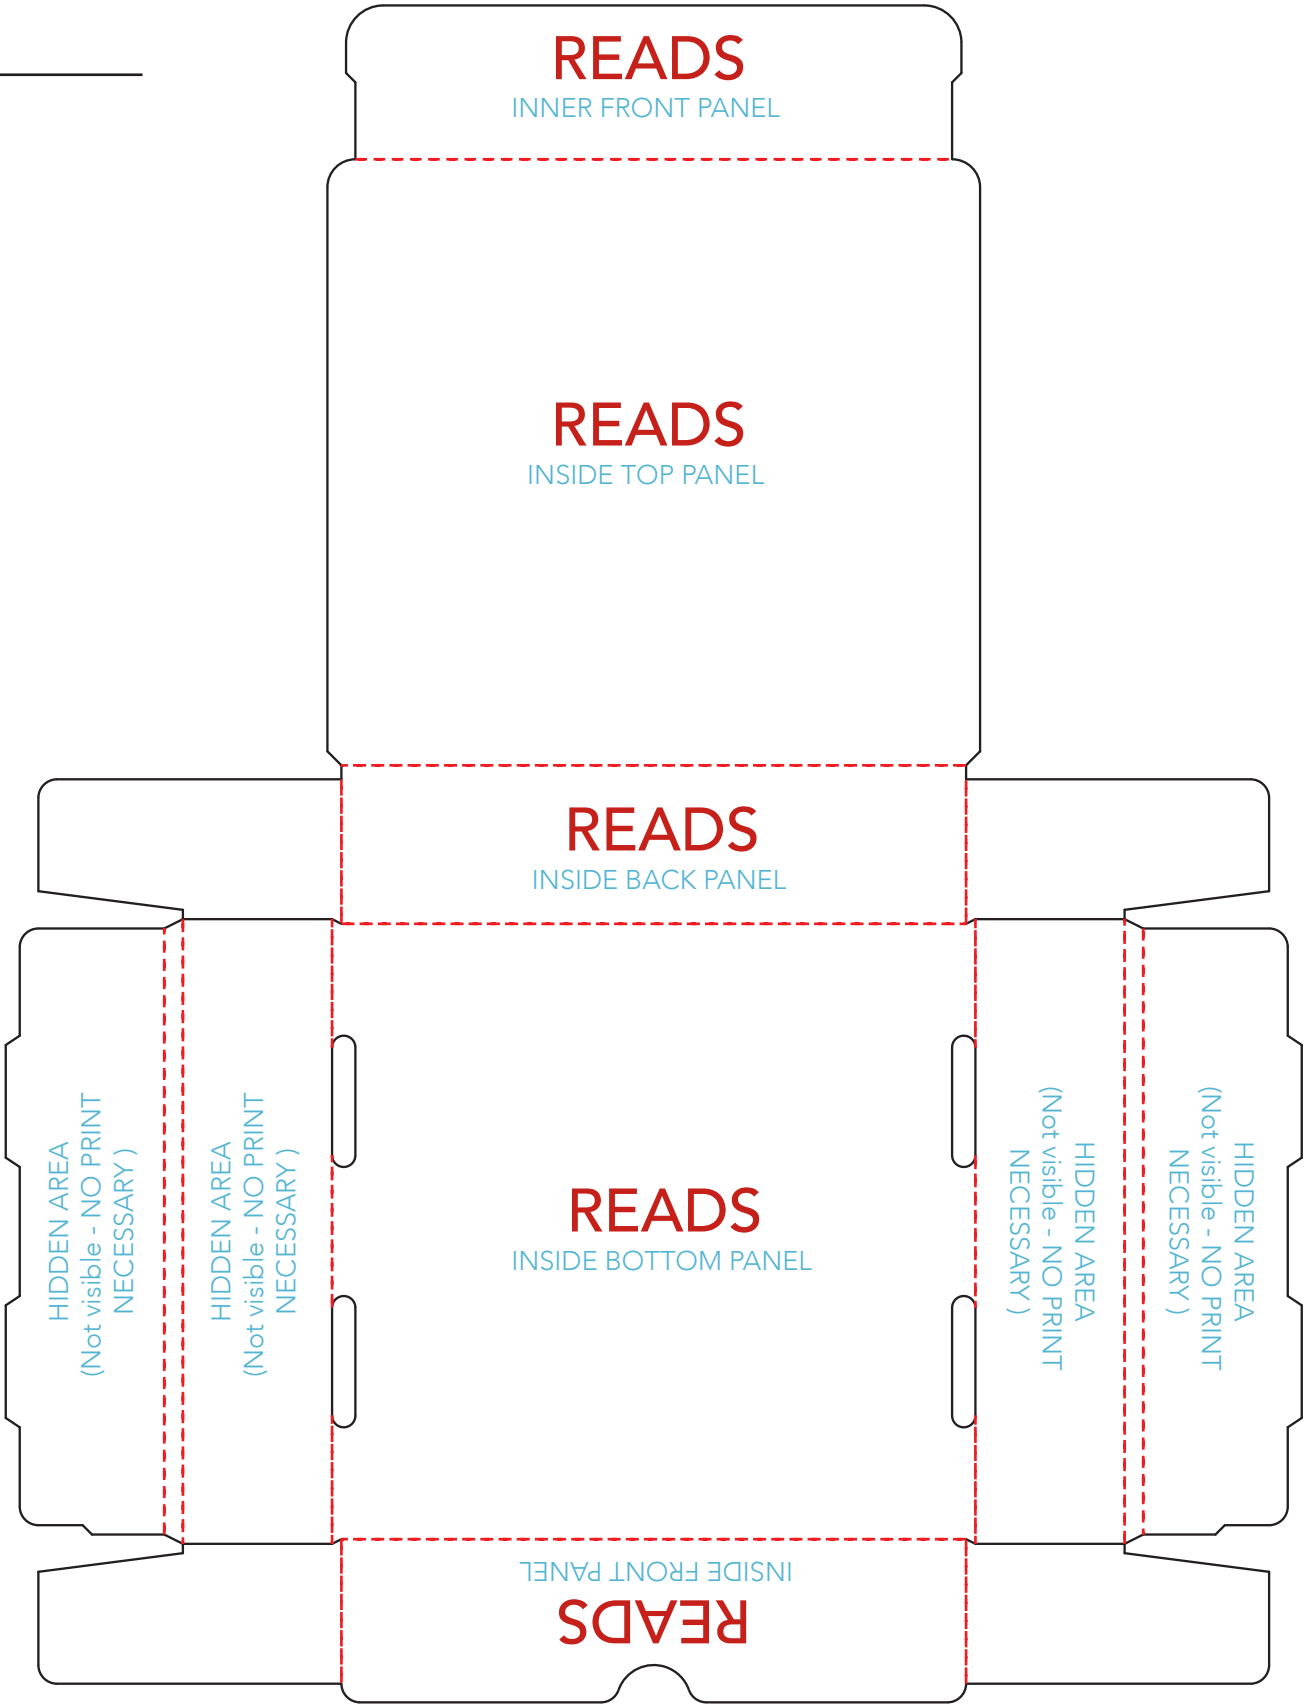 READS
INNER FRONT PANEL
READS
INSIDE TOP PANEL
READS
INSIDE BACK PANEL
HIDDEN AREA
(Not visible - NO PRINT
NECESSARY )
HIDDEN AREA
(Not visible - NO PRINT
NECESSARY )
READS
INSIDE BOTTOM PANEL
HIDDEN AREA
(Not visible - NO PRINT
NECESSARY )
HIDDEN AREA
(Not visible - NO PRINT
NECESSARY )
READS
INSIDE FRONT PANEL